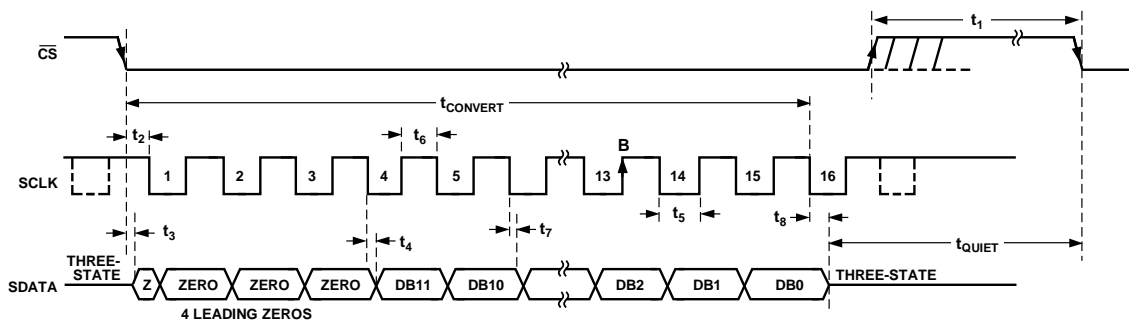 t1
CS
tCONVERT
t2
t6
B
SCLK
1
2
3
4
5
13
14
15
16
t5
t8
t3
t4
t7
tQUIET
THREE-
STATE
SDATA
Z
ZERO
ZERO
ZERO
DB11
DB10
DB2
DB1
DB0
THREE-STATE
4 LEADING ZEROS